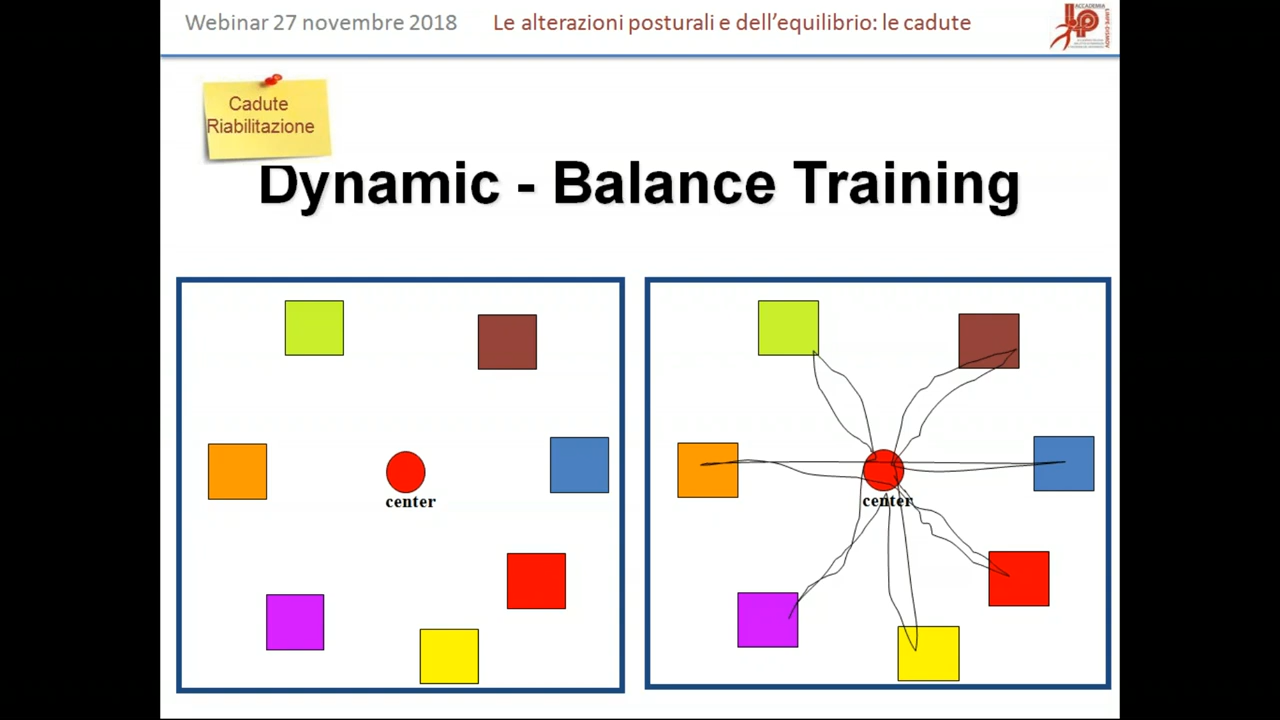 Webinar 27 novembre 2018 Le alterazioni posturali e dell'equilibrio: le cadute
Cadute
Riabilitazione
Dynamic - Balance Training
center
center